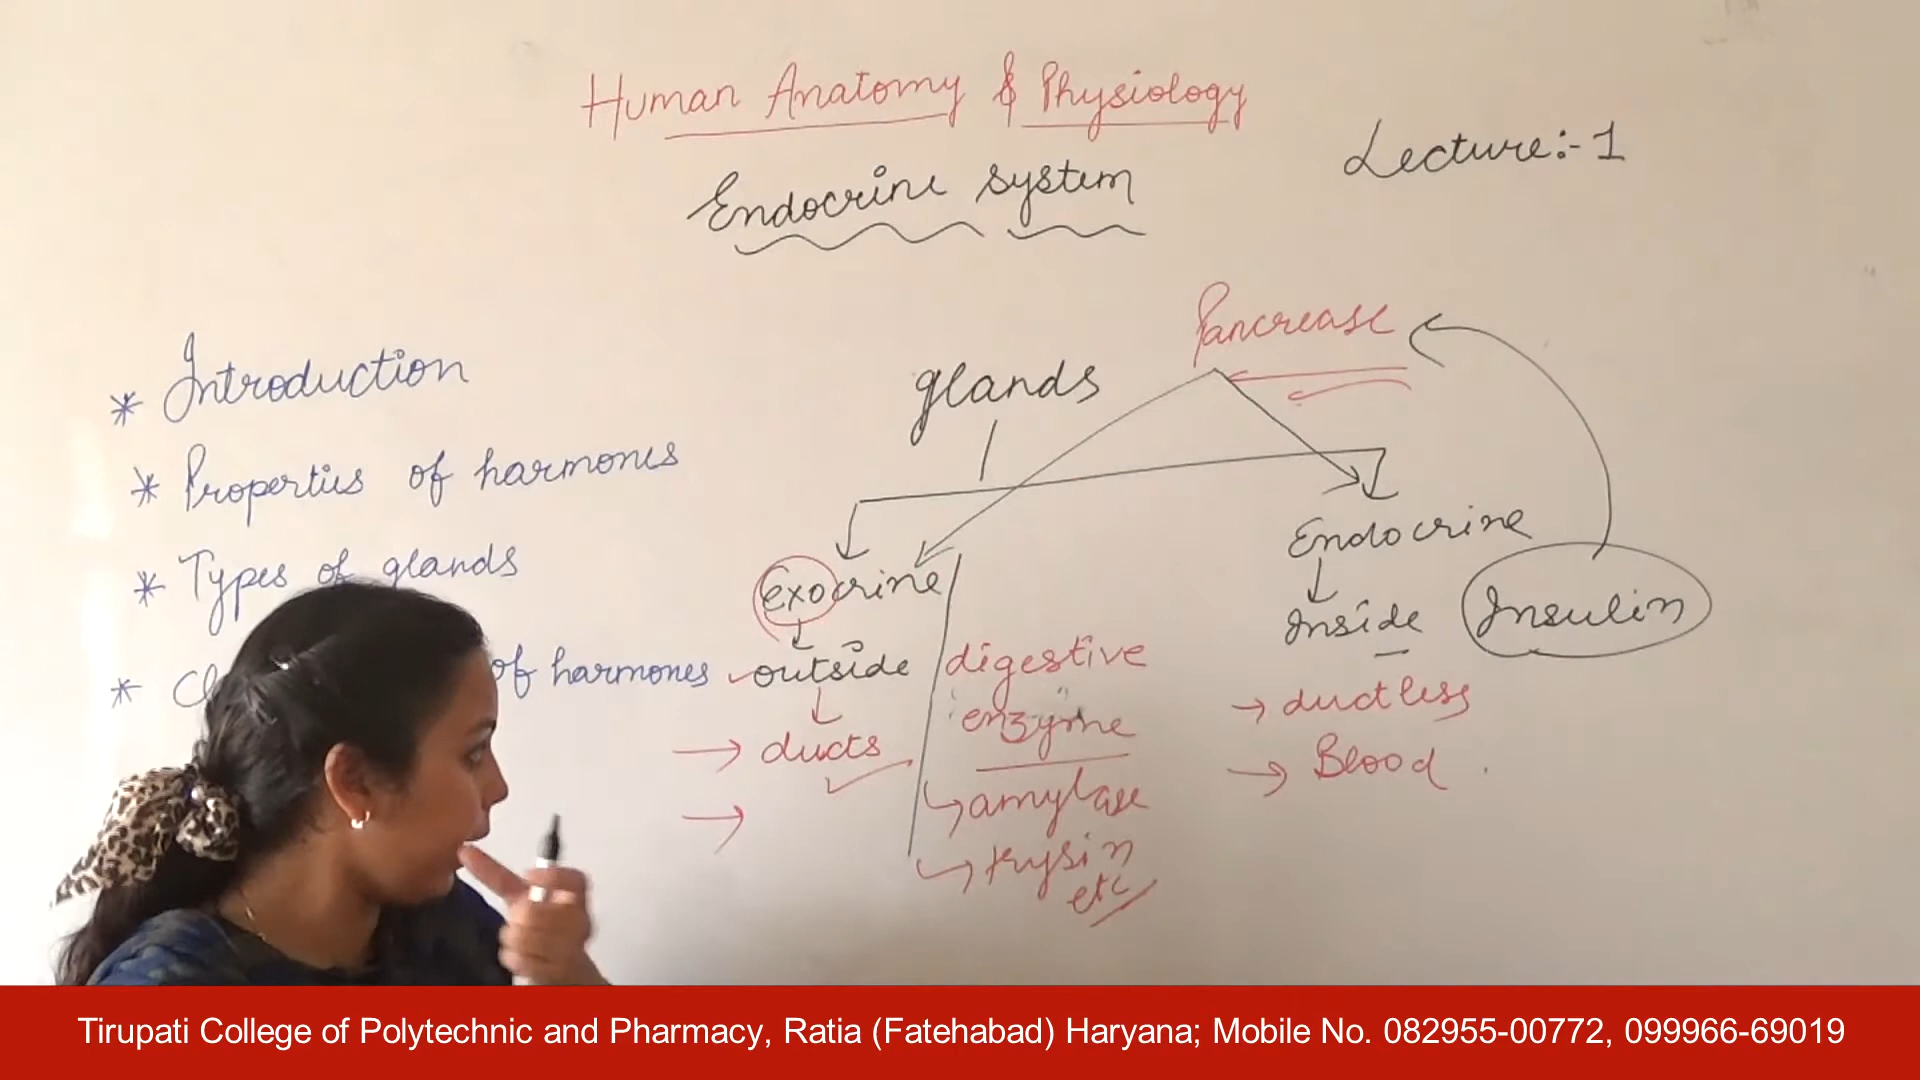 Human Anatomy & Physiology
Lecture:- 1
Endocrine system
* Introduction
* Properties of harmones
* Types of glands
* of harmones
Pancrease
glands
exocrine
outside
ducts
digestive
enzyme
amylase
trysin
etc
Endocrine
Inside
Insulin
→ ductless
→ Blood
Tirupati College of Polytechnic and Pharmacy, Ratia (Fatehabad) Haryana; Mobile No. 082955-00772, 099966-69019